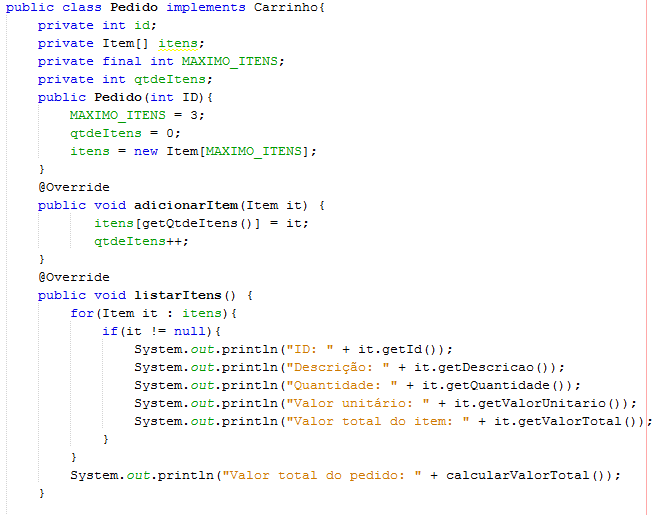 public class Pedido implements Carrinho{
    private int id;
    private Item[] itens;
    private final int MAXIMO_ITENS;
    private int qtdeItens;
    public Pedido(int ID){
        MAXIMO_ITENS = 3;
        qtdeItens = 0;
        itens = new Item[MAXIMO_ITENS];
    }
    @Override
    public void adicionarItem(Item it) {
           itens[getQtdeItens()] = it;
           qtdeItens++;
    }
    @Override
    public void listarItens() {
        for(Item it : itens){
            if(it != null){
                System.out.println("ID: " + it.getId());
                System.out.println("Descrição: " + it.getDescricao());
                System.out.println("Quantidade: " + it.getQuantidade());
                System.out.println("Valor unitário: " + it.getValorUnitario());
                System.out.println("Valor total do item: " + it.getValorTotal());
            }
        }
        System.out.println("Valor total do pedido: " + calcularValorTotal());
    }